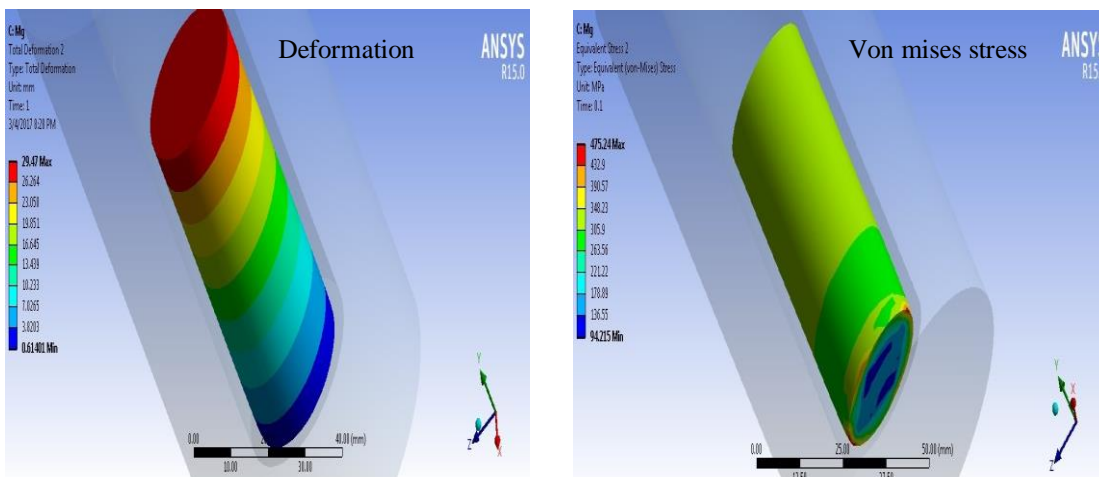 C: Mg
Total Deformation 2
Type: Total Deformation
Unit: mm
Time: 1
3/4/2017 8:28 PM
Deformation
ANSYS
R15.0
29.47 Max
26.264
23.058
19.851
16.645
13.439
10.233
7.0265
3.8203
0.61401 Min
0.00
40.00 (mm)
10.00
30.00
Y
Z
X
C: Mg
Equivalent Stress 2
Type: Equivalent (von-Mises) Stress
Unit: MPa
Time: 0.1
Von mises stress
ANSYS
R15.
475.24 Max
432.9
390.57
348.23
305.9
263.56
221.22
178.89
136.55
94.215 Min
0.00
25.00
50.00 (mm)
Y
X
Z